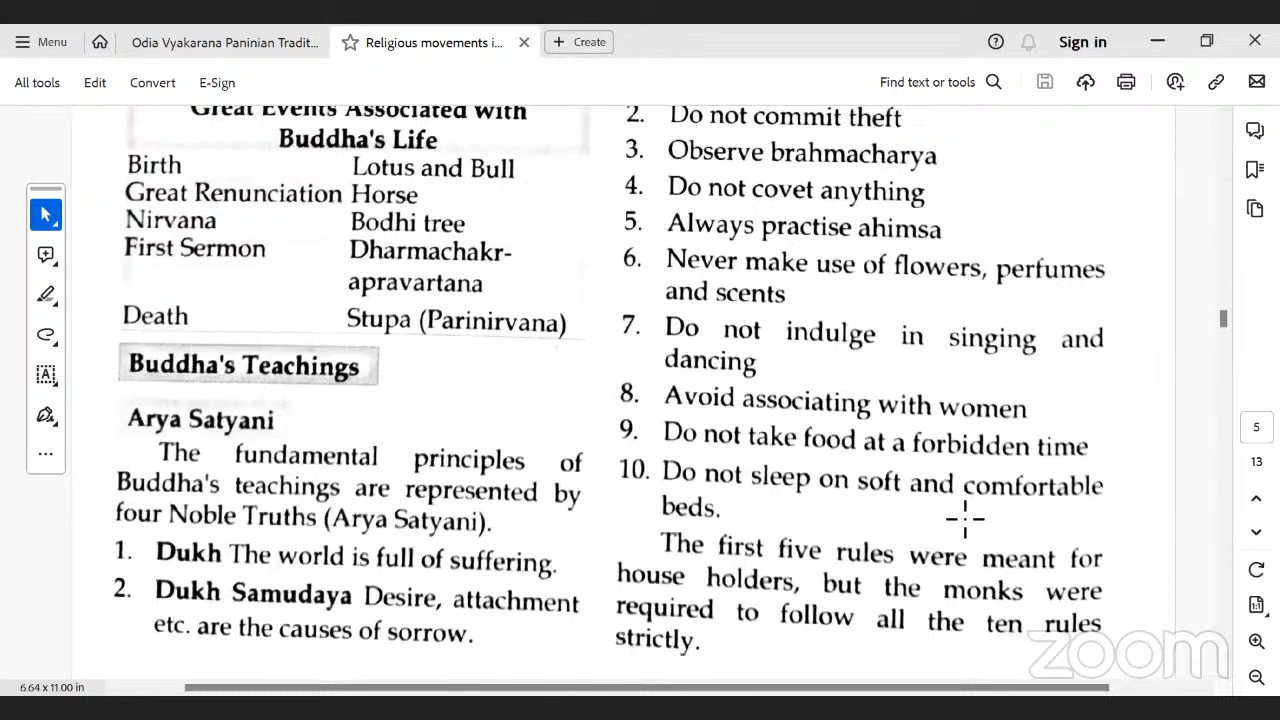 Menu
Odia Vyakarana Paninian Tradit...
Religious movements i...
Create
Sign in
All tools
Edit
Convert
E-Sign
Find text or tools
Great Events Associated with
Buddha's Life
Birth Lotus and Bull
Great Renunciation Horse
Nirvana Bodhi tree
First Sermon Dharmachakr-
apravartana
Death Stupa (Parinirvana)
Buddha's Teachings
Arya Satyani
The fundamental principles of
Buddha's teachings are represented by
four Noble Truths (Arya Satyani).
1. Dukh The world is full of suffering.
2. Dukh Samudaya Desire, attachment
etc. are the causes of sorrow.
2. Do not commit theft
3. Observe brahmacharya
4. Do not covet anything
5. Always practise ahimsa
6. Never make use of flowers, perfumes
and scents
7. Do not indulge in singing and
dancing
8. Avoid associating with women
9. Do not take food at a forbidden time
10. Do not sleep on soft and comfortable
beds.
The first five rules were meant for
house holders, but the monks were
required to follow all the ten rules
strictly.
5
13
1:1
6.64 x 11.00 in
zoom